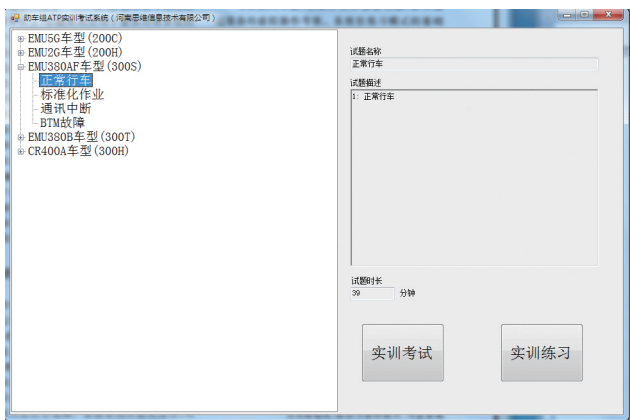 动车组ATP实训考试系统（河南思维信息技术有限公司）
EMU5G车型(200C)
EMU2G车型(200H)
EMU380AF车型(300S)
正常行车
标准化作业
通讯中断
BTM故障
EMU380B车型(300T)
CR400A车型(300H)
试题名称
正常行车
试题描述
1: 正常行车
试题时长
39 分钟
实训考试 实训练习